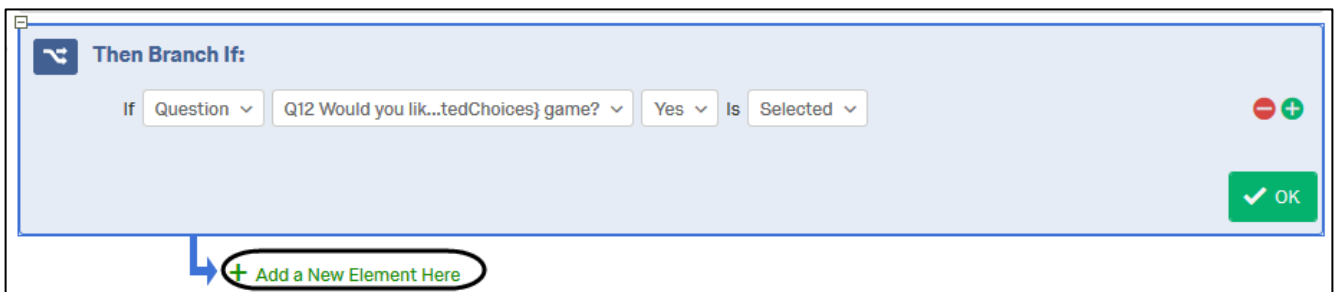 Then Branch If:
If Question Q12 Would you lik...tedChoices} game? Yes Is Selected
OK
+ Add a New Element Here